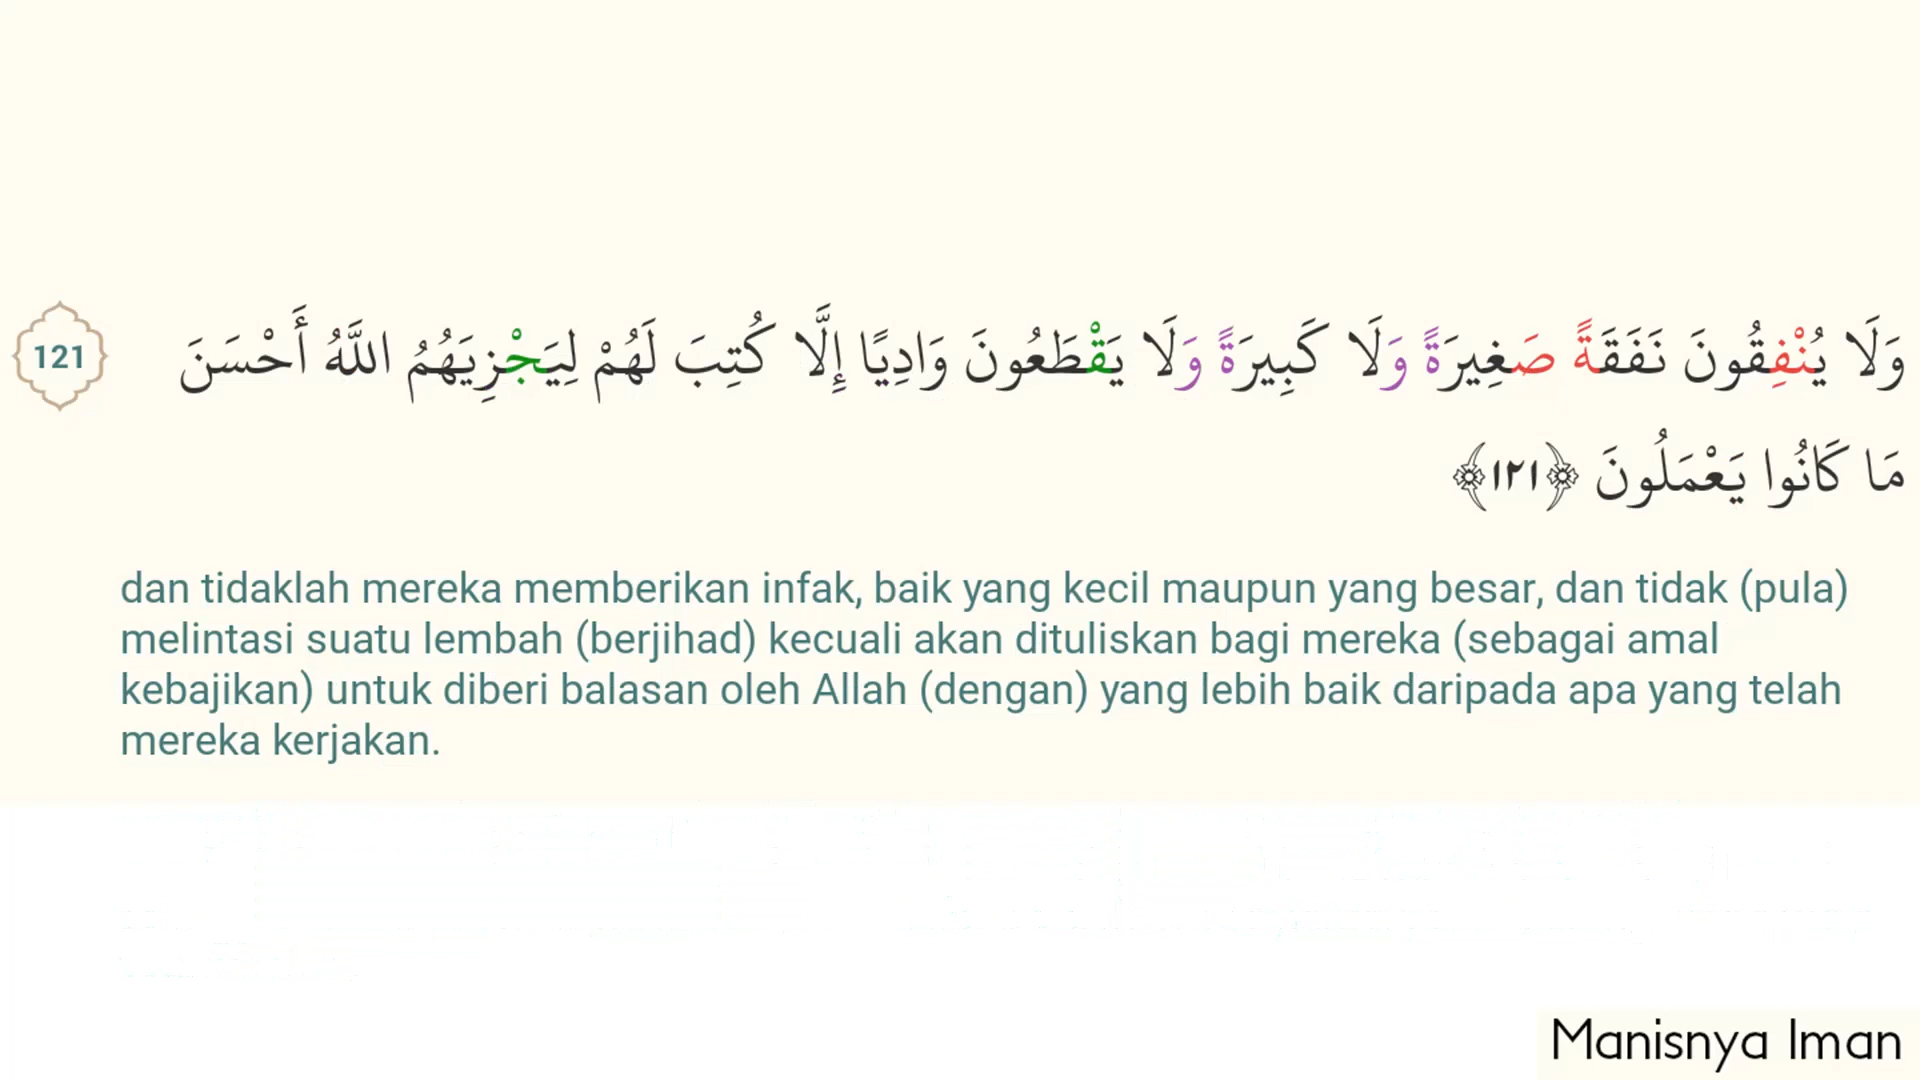 121
وَلَا يُنْفِقُونَ نَفَقَةً صَغِيرَةً وَلَا كَبِيرَةً وَلَا يَقْطَعُونَ وَادِيًا إِلَّا كُتِبَ لَهُمْ لِيَجْزِيَهُمُ اللَّهُ أَحْسَنَ
مَا كَانُوا يَعْمَلُونَ ﴿١٢١﴾
dan tidaklah mereka memberikan infak, baik yang kecil maupun yang besar, dan tidak (pula)
melintasi suatu lembah (berjihad) kecuali akan dituliskan bagi mereka (sebagai amal
kebajikan) untuk diberi balasan oleh Allah (dengan) yang lebih baik daripada apa yang telah
mereka kerjakan.
Manisnya Iman